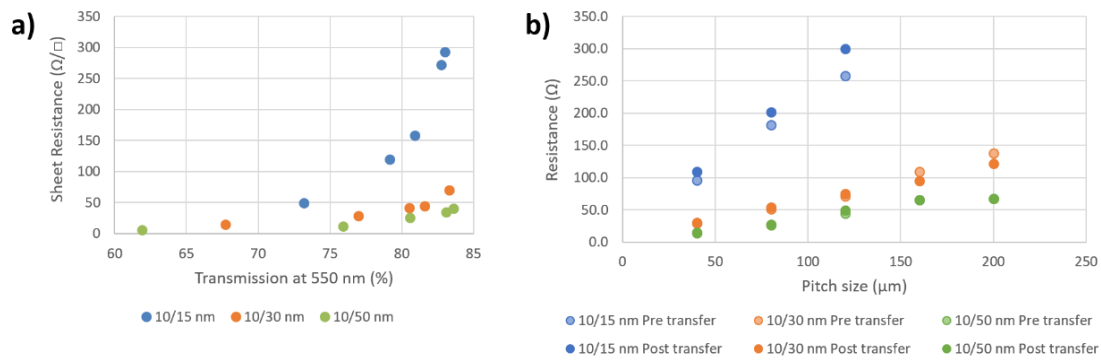 a)
Sheet Resistance (Ω/□)
350
300
250
200
150
100
50
0
60 65 70 75 80 85
Transmission at 550 nm (%)
10/15 nm 10/30 nm 10/50 nm
b)
Resistance (Ω)
350.0
300.0
250.0
200.0
150.0
100.0
50.0
0.0
0 50 100 150 200 250
Pitch size (μm)
10/15 nm Pre transfer 10/30 nm Pre transfer 10/50 nm Pre transfer
10/15 nm Post transfer 10/30 nm Post transfer 10/50 nm Post transfer